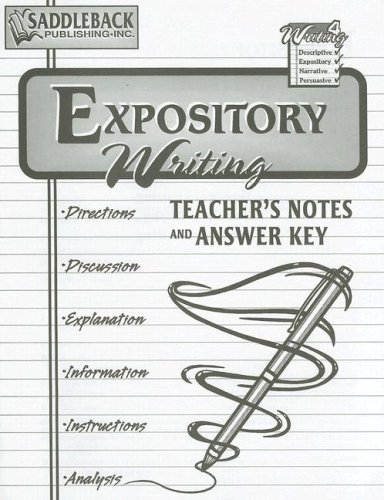 SADDLEBACK
PUBLISHING-INC.
Writing 4
Descriptive ✓
Expository ✓
Narrative ✓
Persuasive ✓
EXPOSITORY
Writing
•Directions
TEACHER'S NOTES
AND ANSWER KEY
•Discussion
•Explanation
•Information
•Instructions
•Analysis